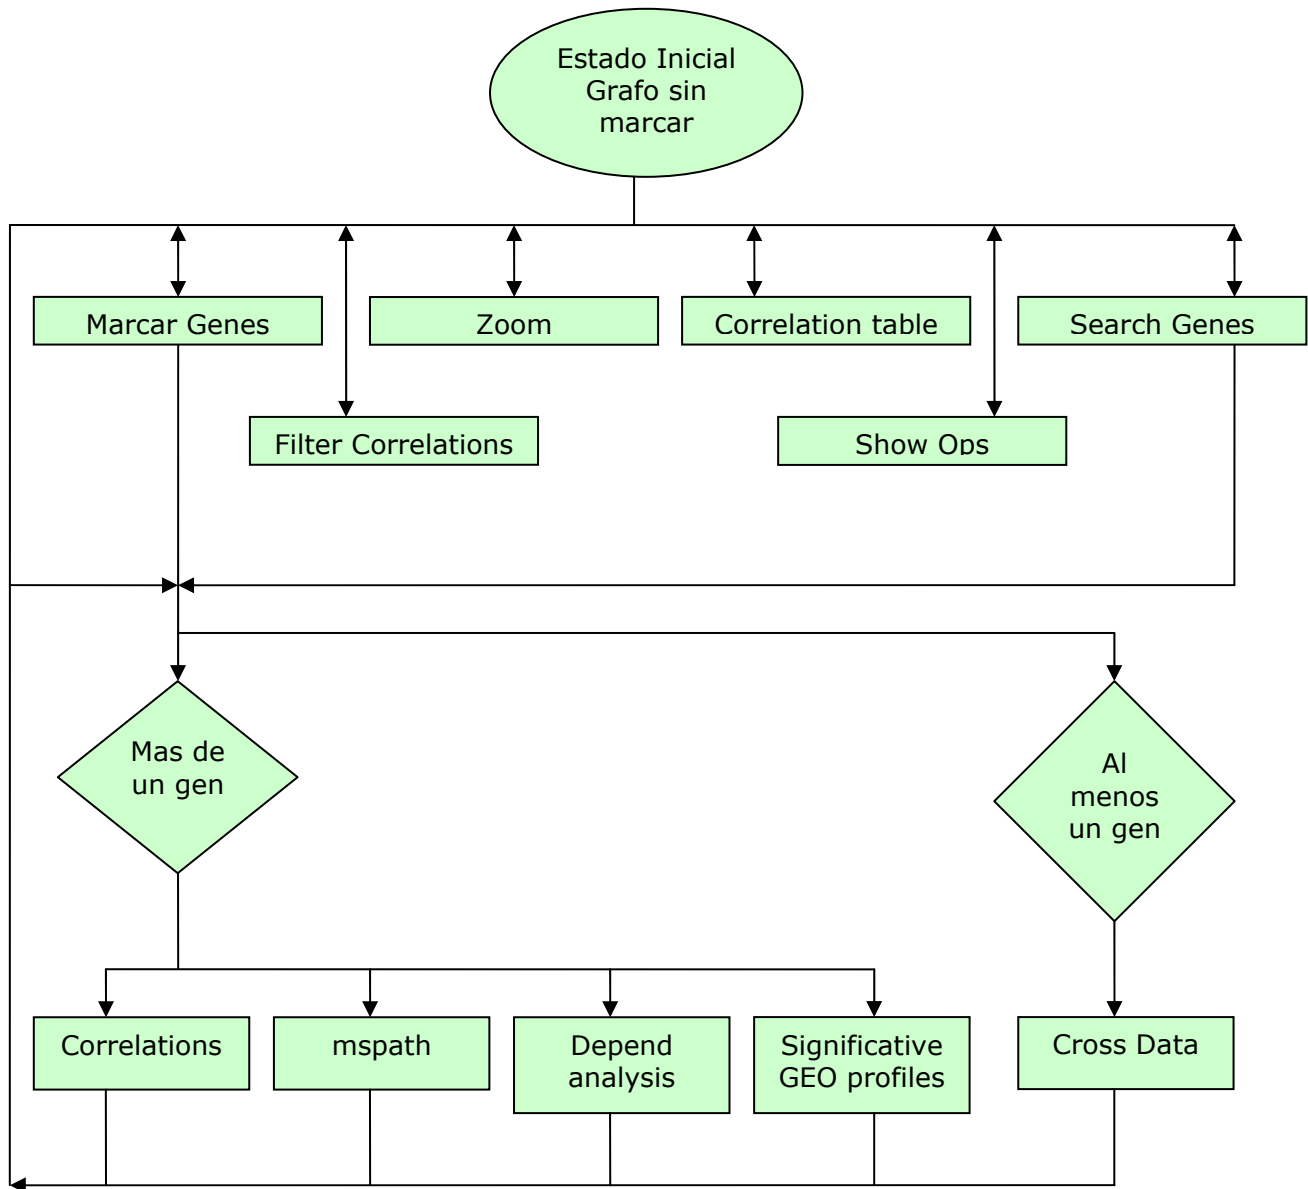 Estado Inicial
Grafo sin
marcar
Marcar Genes
Zoom
Correlation table
Search Genes
Filter Correlations
Show Ops
Mas de
un gen
Al
menos
un gen
Correlations
mspath
Depend
analysis
Significative
GEO profiles
Cross Data